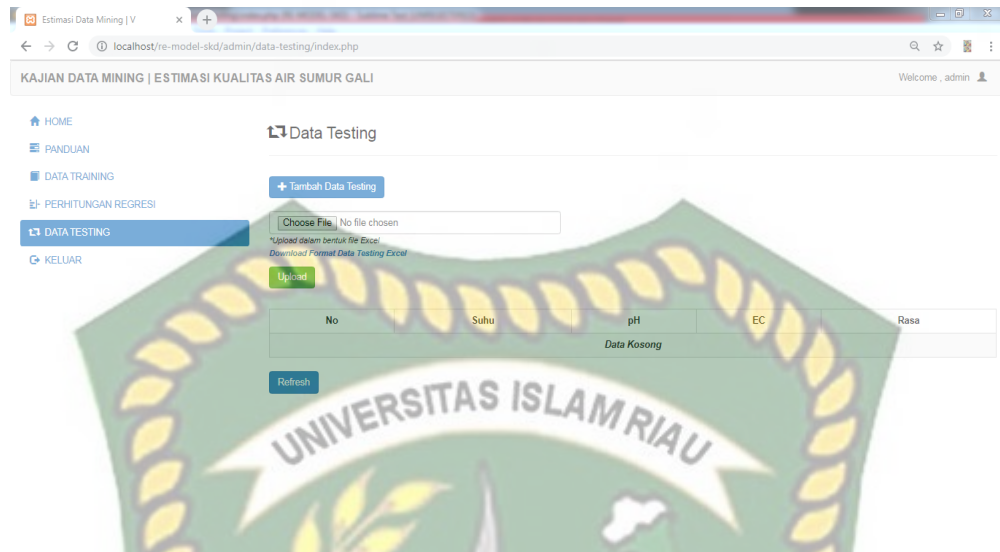 Estimasi Data Mining | V
localhost/re-model-skd/admin/data-testing/index.php
KAJIAN DATA MINING | ESTIMASI KUALITAS AIR SUMUR GALI
Welcome , admin
HOME
PANDUAN
DATA TRAINING
PERHITUNGAN REGRESI
DATA TESTING
KELUAR
Data Testing
Tambah Data Testing
Choose File No file chosen
*Upload dalam bentuk file Excel
Download Format Data Testing Excel
Upload
No Suhu pH EC Rasa
Data Kosong
Refresh
UNIVERSITAS ISLAM RIAU